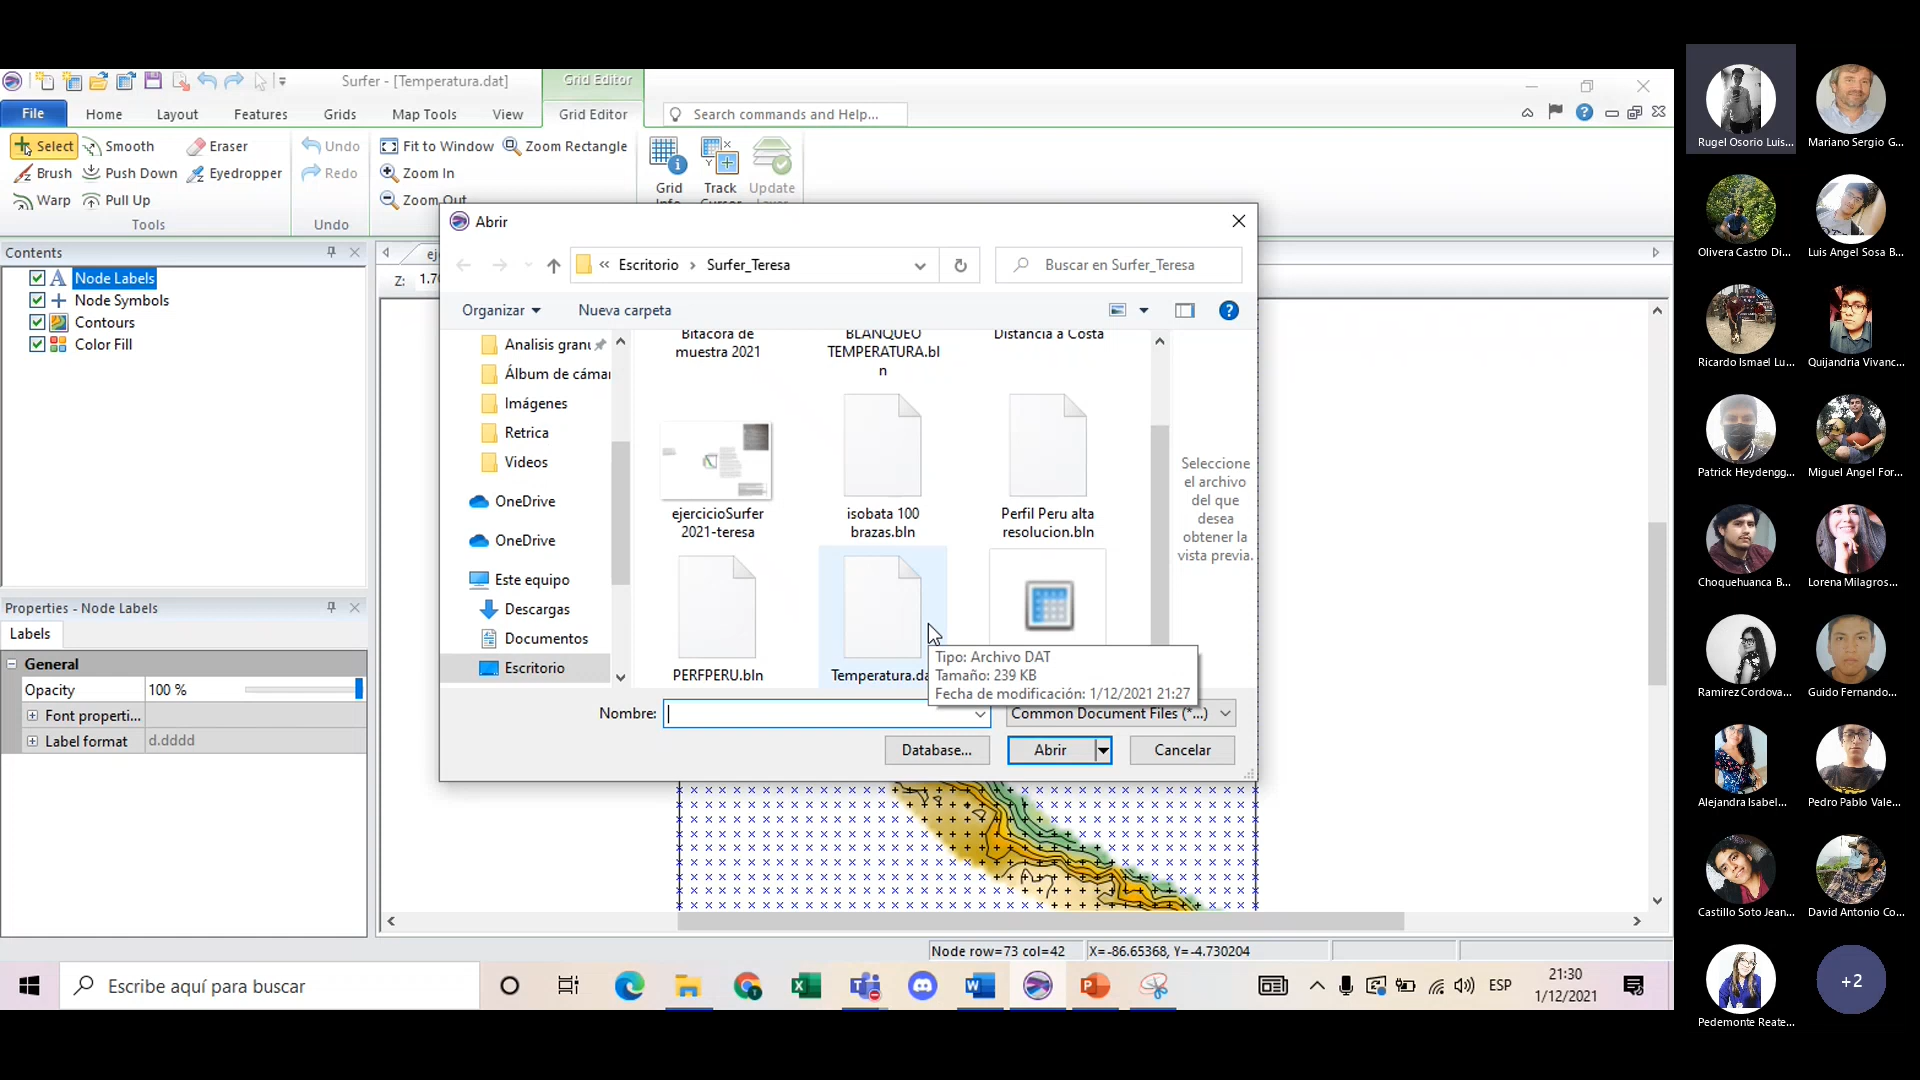 Surfer - [Temperatura.dat]
Grid Editor
File
Home
Layout
Features
Grids
Map Tools
View
Grid Editor
Search commands and Help...
Select
Smooth
Eraser
Brush
Push Down
Eyedropper
Warp
Pull Up
Tools
Undo
Redo
Undo
Fit to Window
Zoom Rectangle
Zoom In
Zoom Out
Grid
Track
Update
Contents
Node Labels
Node Symbols
Contours
Color Fill
Properties - Node Labels
Labels
General
Opacity
100 %
Font properti...
Label format
d.dddd
Z:
Abrir
« Escritorio › Surfer_Teresa
Buscar en Surfer_Teresa
Organizar
Nueva carpeta
Álbum de cámar
Imágenes
Retrica
Videos
OneDrive
OneDrive
Este equipo
Descargas
Documentos
Escritorio
Bitacora de
muestra 2021
BLANQUEO
TEMPERATURA.bl
n
Distancia a Costa
ejercicioSurfer
2021-teresa
isobata 100
brazas.bln
Perfil Peru alta
resolucion.bln
PERFPERU.bln
Temperatura.da
Seleccione
el archivo
del que
desea
obtener la
vista previa.
Tipo: Archivo DAT
Tamaño: 239 KB
Fecha de modificación: 1/12/2021 21:27
Nombre:
Common Document Files (*...)
Database...
Abrir
Cancelar
Node row=73 col=42
X=-86.65368, Y=-4.730204
Escribe aquí para buscar
ESP
21:30
1/12/2021
Rugel Osorio Luis...
Mariano Sergio G...
Olivera Castro Di...
Luis Angel Sosa B...
Ricardo Ismael Lu...
Quijandria Vivanc...
Patrick Heydengg...
Miguel Angel For...
Choquehuanca B...
Lorena Milagros...
Ramirez Cordova...
Guido Fernando...
Alejandra Isabel...
Pedro Pablo Vale...
Castillo Soto Jean...
David Antonio Co...
Pedemonte Reate...
+2